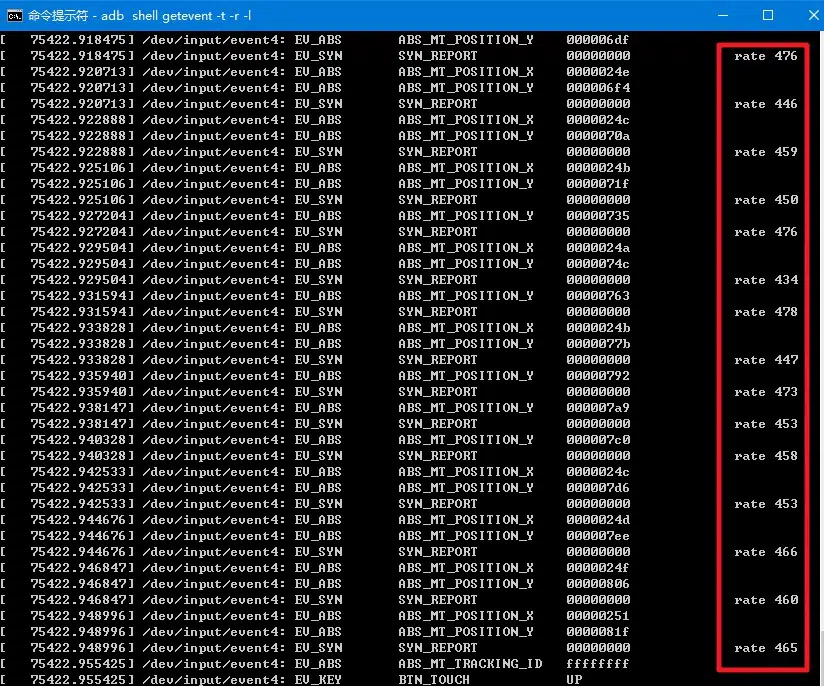 命令提示符 - adb shell getevent -t -r -l
[ 75422.918475] /dev/input/event4: EV_ABS ABS_MT_POSITION_Y 000006df
[ 75422.918475] /dev/input/event4: EV_SYN SYN_REPORT 00000000 rate 476
[ 75422.920713] /dev/input/event4: EV_ABS ABS_MT_POSITION_X 0000024e
[ 75422.920713] /dev/input/event4: EV_ABS ABS_MT_POSITION_Y 000006f4
[ 75422.920713] /dev/input/event4: EV_SYN SYN_REPORT 00000000 rate 446
[ 75422.922888] /dev/input/event4: EV_ABS ABS_MT_POSITION_X 0000024c
[ 75422.922888] /dev/input/event4: EV_ABS ABS_MT_POSITION_Y 0000070a
[ 75422.922888] /dev/input/event4: EV_SYN SYN_REPORT 00000000 rate 459
[ 75422.925106] /dev/input/event4: EV_ABS ABS_MT_POSITION_X 0000024b
[ 75422.925106] /dev/input/event4: EV_ABS ABS_MT_POSITION_Y 0000071f
[ 75422.925106] /dev/input/event4: EV_SYN SYN_REPORT 00000000 rate 450
[ 75422.927204] /dev/input/event4: EV_ABS ABS_MT_POSITION_Y 00000735
[ 75422.927204] /dev/input/event4: EV_SYN SYN_REPORT 00000000 rate 476
[ 75422.929504] /dev/input/event4: EV_ABS ABS_MT_POSITION_X 0000024a
[ 75422.929504] /dev/input/event4: EV_ABS ABS_MT_POSITION_Y 0000074c
[ 75422.929504] /dev/input/event4: EV_SYN SYN_REPORT 00000000 rate 434
[ 75422.931594] /dev/input/event4: EV_ABS ABS_MT_POSITION_Y 00000763
[ 75422.931594] /dev/input/event4: EV_SYN SYN_REPORT 00000000 rate 478
[ 75422.933828] /dev/input/event4: EV_ABS ABS_MT_POSITION_X 0000024b
[ 75422.933828] /dev/input/event4: EV_ABS ABS_MT_POSITION_Y 0000077b
[ 75422.933828] /dev/input/event4: EV_SYN SYN_REPORT 00000000 rate 447
[ 75422.935940] /dev/input/event4: EV_ABS ABS_MT_POSITION_Y 00000792
[ 75422.935940] /dev/input/event4: EV_SYN SYN_REPORT 00000000 rate 473
[ 75422.938147] /dev/input/event4: EV_ABS ABS_MT_POSITION_Y 000007a9
[ 75422.938147] /dev/input/event4: EV_SYN SYN_REPORT 00000000 rate 453
[ 75422.940328] /dev/input/event4: EV_ABS ABS_MT_POSITION_Y 000007c0
[ 75422.940328] /dev/input/event4: EV_SYN SYN_REPORT 00000000 rate 458
[ 75422.942533] /dev/input/event4: EV_ABS ABS_MT_POSITION_X 0000024c
[ 75422.942533] /dev/input/event4: EV_ABS ABS_MT_POSITION_Y 000007d6
[ 75422.942533] /dev/input/event4: EV_SYN SYN_REPORT 00000000 rate 453
[ 75422.944676] /dev/input/event4: EV_ABS ABS_MT_POSITION_X 0000024d
[ 75422.944676] /dev/input/event4: EV_ABS ABS_MT_POSITION_Y 000007ee
[ 75422.944676] /dev/input/event4: EV_SYN SYN_REPORT 00000000 rate 466
[ 75422.946847] /dev/input/event4: EV_ABS ABS_MT_POSITION_X 0000024f
[ 75422.946847] /dev/input/event4: EV_ABS ABS_MT_POSITION_Y 00000806
[ 75422.946847] /dev/input/event4: EV_SYN SYN_REPORT 00000000 rate 460
[ 75422.948996] /dev/input/event4: EV_ABS ABS_MT_POSITION_X 00000251
[ 75422.948996] /dev/input/event4: EV_ABS ABS_MT_POSITION_Y 0000081f
[ 75422.948996] /dev/input/event4: EV_SYN SYN_REPORT 00000000 rate 465
[ 75422.955425] /dev/input/event4: EV_ABS ABS_MT_TRACKING_ID ffffffff
[ 75422.955425] /dev/input/event4: EV_KEY BTN_TOUCH UP